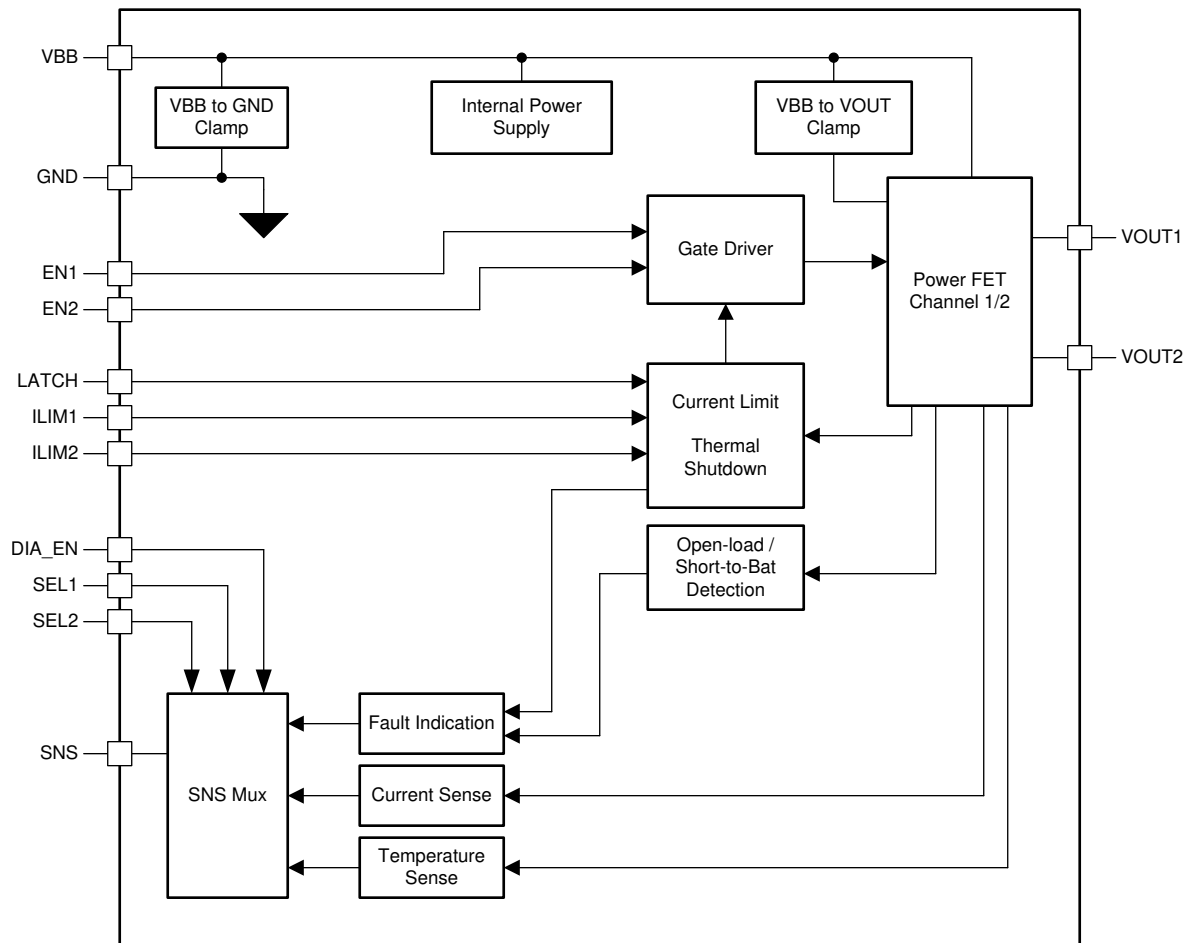 VBB
VBB to GND
Clamp
Internal Power
Supply
VBB to VOUT
Clamp
GND
Gate Driver
Power FET
Channel 1/2
VOUT1
VOUT2
EN1
EN2
LATCH
ILIM1
ILIM2
Current Limit
Thermal
Shutdown
DIA_EN
SEL1
SEL2
Open-load /
Short-to-Bat
Detection
SNS
SNS Mux
Fault Indication
Current Sense
Temperature
Sense